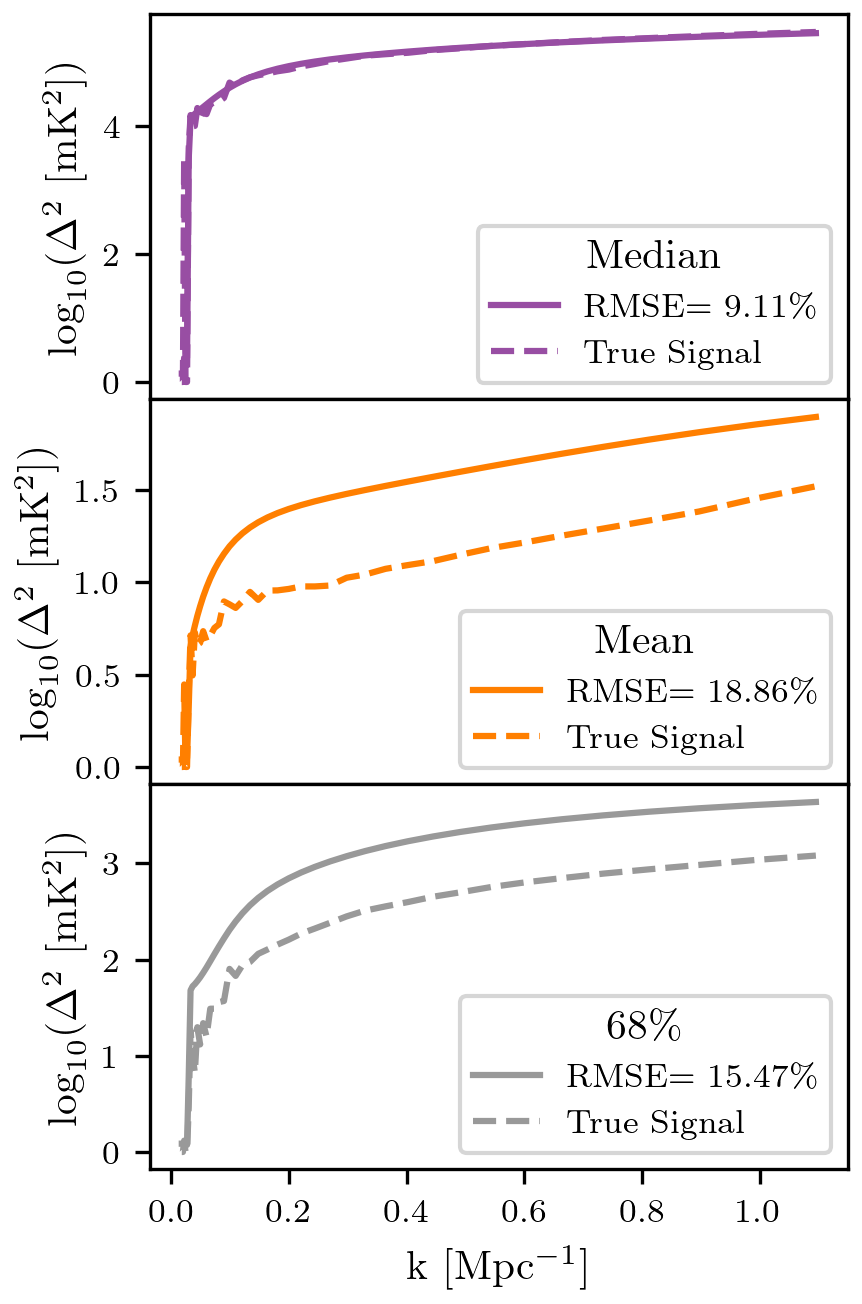 log₁₀(Δ² [mK²])
4
2
0
Median
RMSE= 9.11%
True Signal
log₁₀(Δ² [mK²])
1.5
1.0
0.5
0.0
Mean
RMSE= 18.86%
True Signal
log₁₀(Δ² [mK²])
3
2
1
0
68%
RMSE= 15.47%
True Signal
0.0 0.2 0.4 0.6 0.8 1.0
k [Mpc⁻¹]